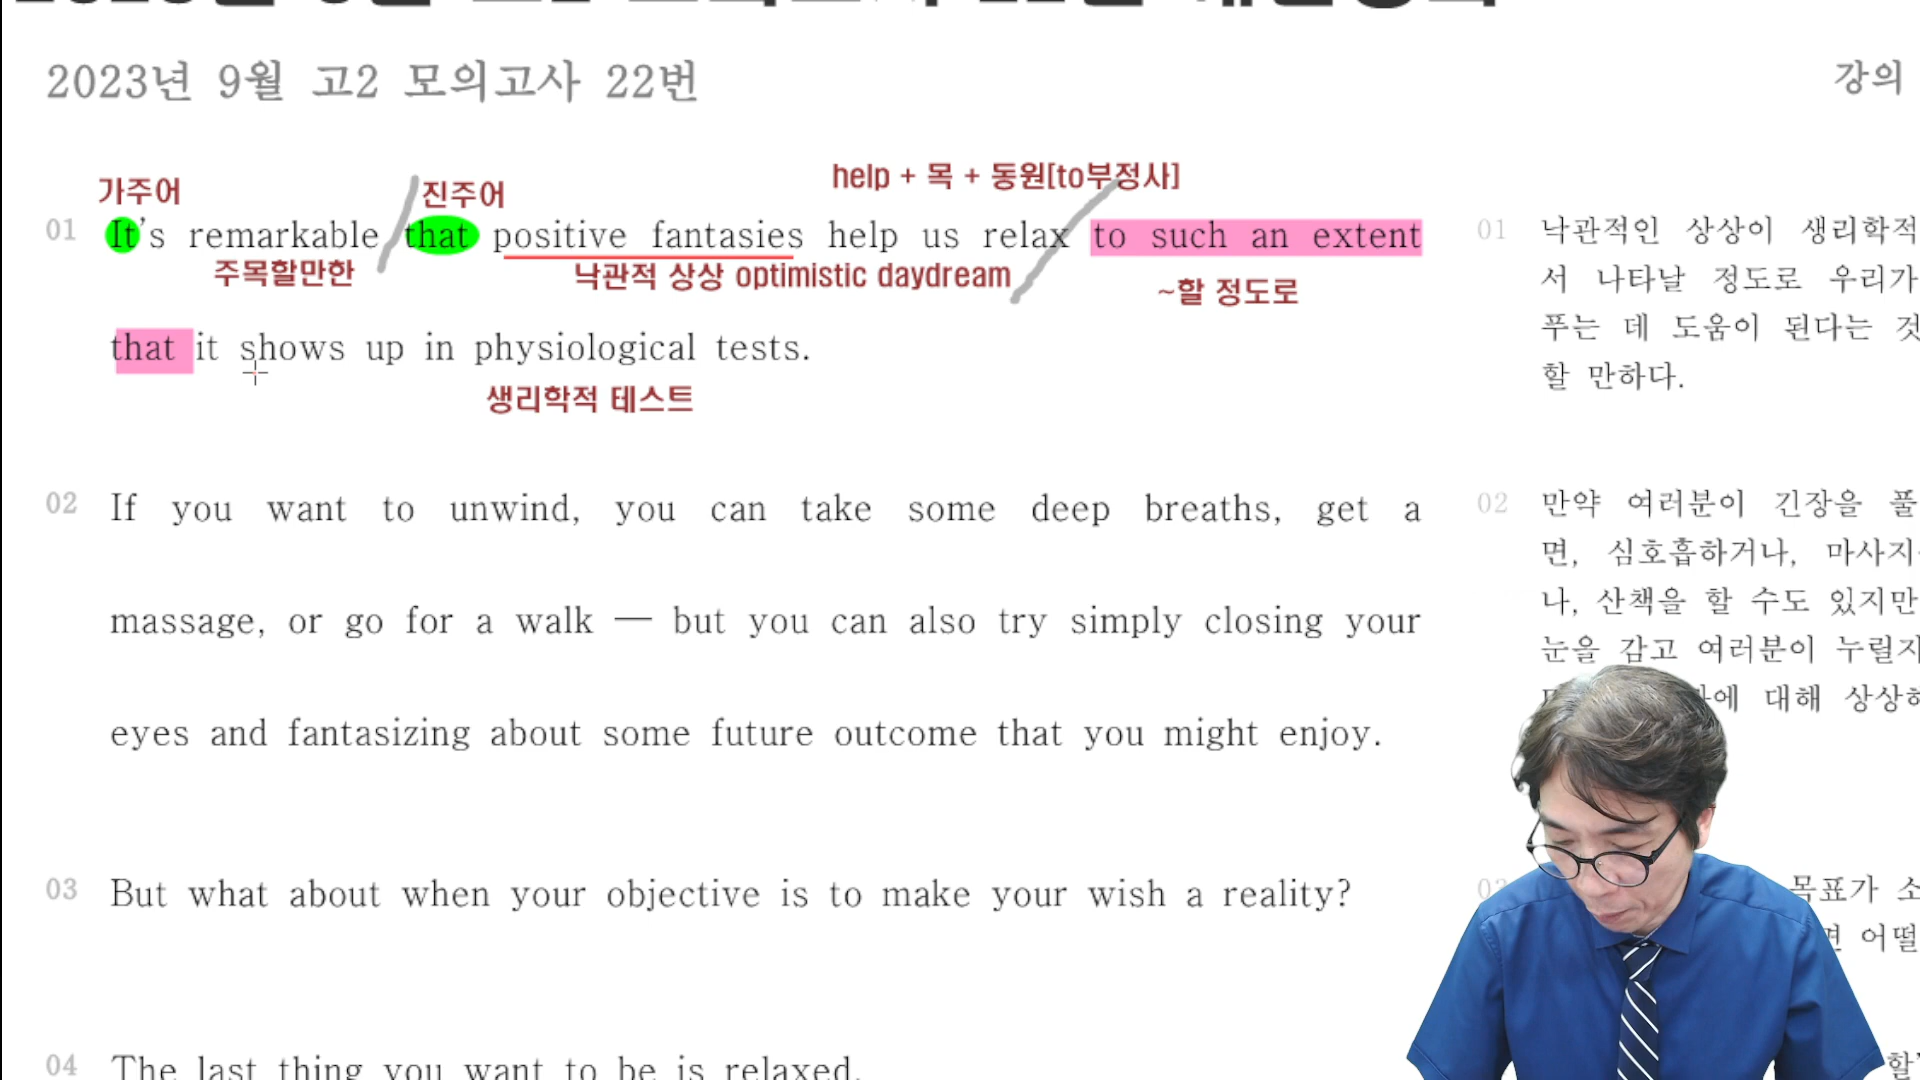 2023년 9월 고2 모의고사 22번
강의
가주어
진주어
help + 목 + 동원[to부정사]
01 It's remarkable that positive fantasies help us relax to such an extent
주목할만한
낙관적 상상 optimistic daydream
~할 정도로
that it shows up in physiological tests.
생리학적 테스트
02 If you want to unwind, you can take some deep breaths, get a
massage, or go for a walk — but you can also try simply closing your
eyes and fantasizing about some future outcome that you might enjoy.
03 But what about when your objective is to make your wish a reality?
04 The last thing you want to be is relaxed.
01 낙관적인 상상이 생리학적
서 나타날 정도로 우리가
푸는 데 도움이 된다는 것
할 만하다.
02 만약 여러분이 긴장을 풀
면, 심호흡하거나, 마사지
나, 산책을 할 수도 있지만
눈을 감고 여러분이 누릴지
에 대해 상상하
목표가 소
면 어떨
할